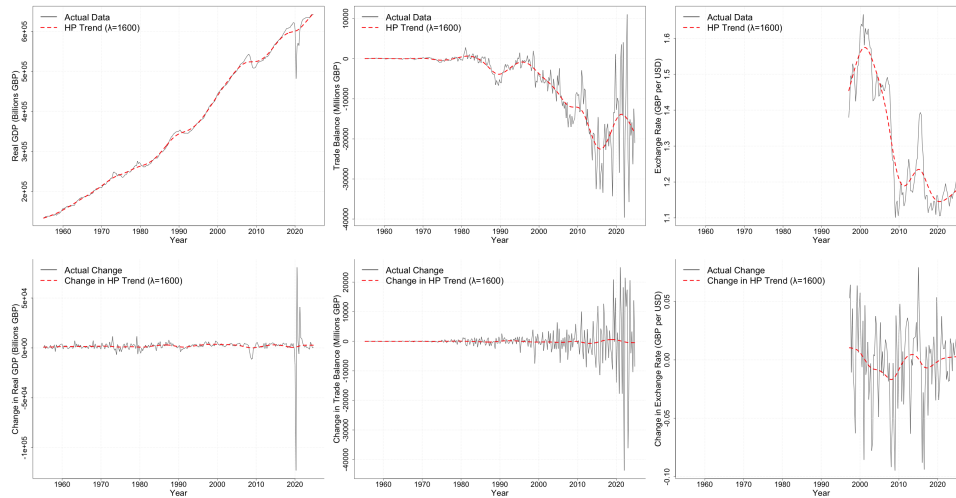 Actual Data
HP Trend (λ=1600)
Real GDP (Billions GBP)
6e+05
5e+05
4e+05
3e+05
2e+05
1960
1970
1980
1990
2000
2010
2020
Year
Actual Data
HP Trend (λ=1600)
Trade Balance (Millions GBP)
10000
0
-10000
-20000
-30000
-40000
1960
1970
1980
1990
2000
2010
2020
Year
Actual Data
HP Trend (λ=1600)
Exchange Rate (GBP per USD)
1.6
1.5
1.4
1.3
1.2
1.1
1960
1970
1980
1990
2000
2010
2020
Year
Actual Change
Change in HP Trend (λ=1600)
Change in Real GDP (Billions GBP)
5e+04
0e+00
-5e+04
-1e+05
1960
1970
1980
1990
2000
2010
2020
Year
Actual Change
Change in HP Trend (λ=1600)
Change in Trade Balance (Millions GBP)
20000
10000
0
-10000
-20000
-40000
1960
1970
1980
1990
2000
2010
2020
Year
Actual Change
Change in HP Trend (λ=1600)
Change in Exchange Rate (GBP per USD)
0.05
0.00
-0.05
-0.10
1960
1970
1980
1990
2000
2010
2020
Year